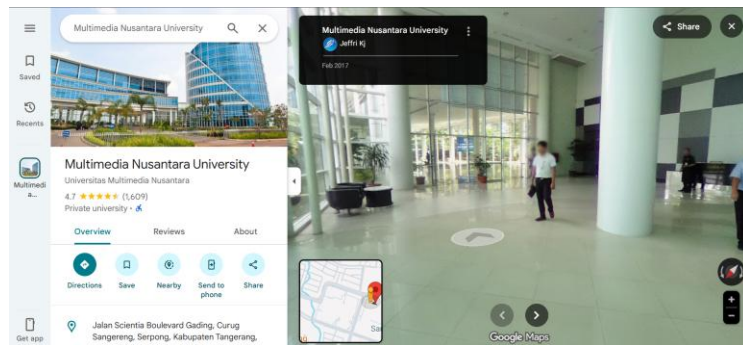 Multimedia Nusantara University
Saved
Recents
Multimedi
a...
Get app
Multimedia Nusantara University
Universitas Multimedia Nusantara
4.7 ★★★★★ (1,609)
Private university ·
Overview Reviews About
Directions Save Nearby Send to phone Share
Jalan Scientia Boulevard Gading, Curug
Sangereng, Serpong, Kabupaten Tangerang,
Multimedia Nusantara University
Jeffri Kj
Feb 2017
Share
Google Maps